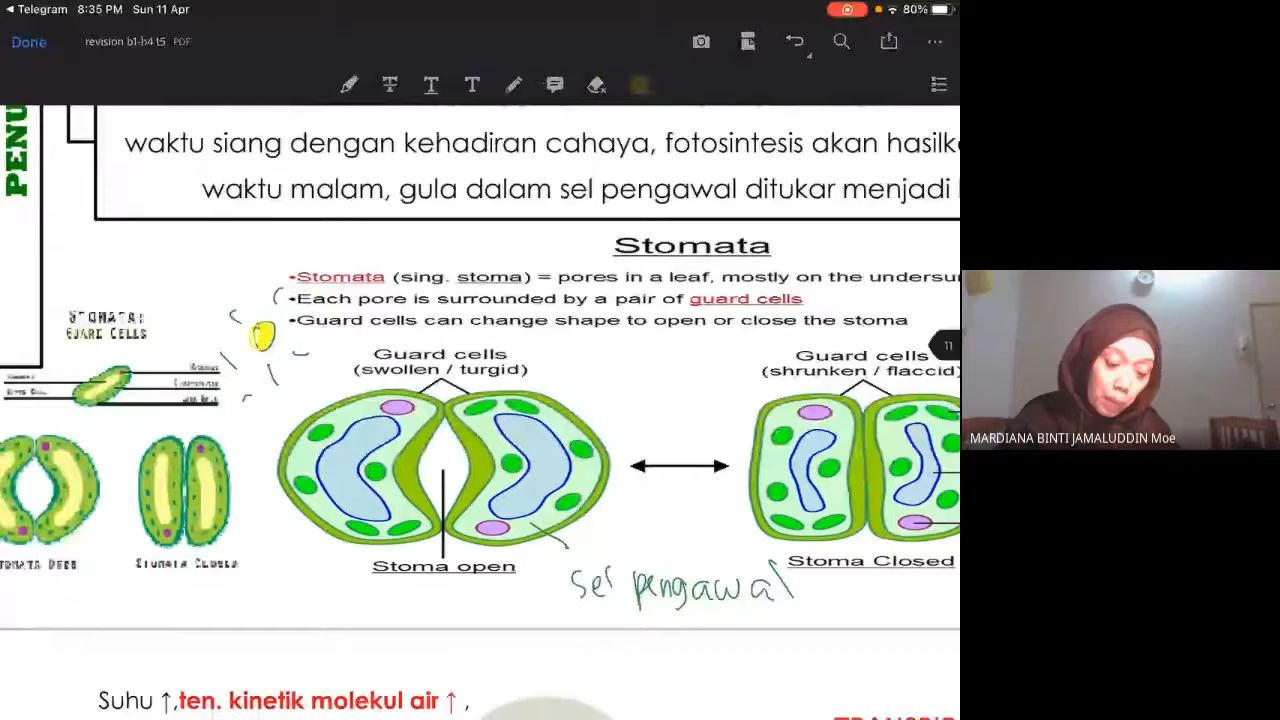 Telegram 8:35 PM Sun 11 Apr 80%
Done revision b1-b4 t5 PDF
PENU
waktu siang dengan kehadiran cahaya, fotosintesis akan hasilk
waktu malam, gula dalam sel pengawal ditukar menjadi
Stomata
•Stomata (sing. stoma) = pores in a leaf, mostly on the undersu
•Each pore is surrounded by a pair of guard cells
•Guard cells can change shape to open or close the stoma
11
GUARD CELLS
Guard cells
(swollen / turgid)
Guard cells
(shrunken / flaccid)
MARDIANA BINTI JAMALUDDIN Moe
Stoma open
Stoma Closed
sel pengawal
Suhu ↑,ten. kinetik molekul air ↑ ,